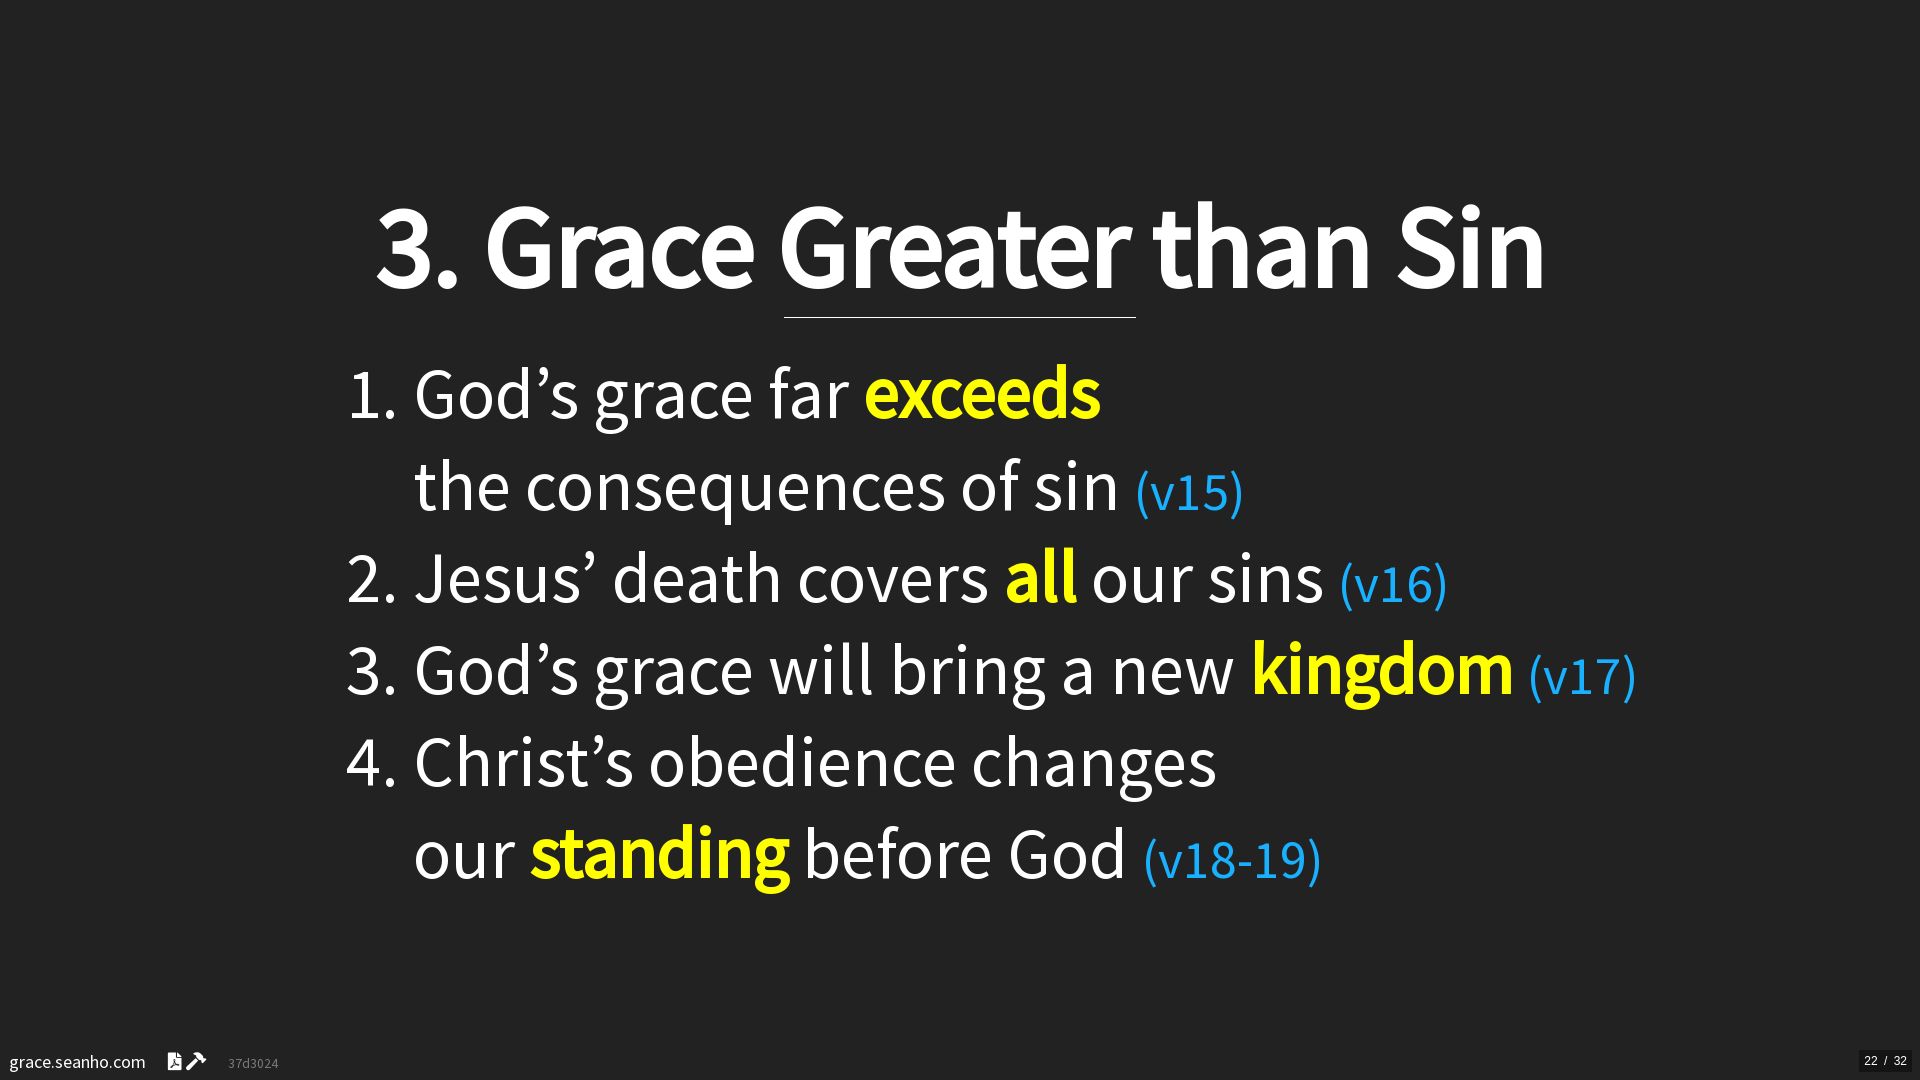 3. Grace Greater than Sin
1. God’s grace far exceeds
the consequences of sin (v15)
2. Jesus’ death covers all our sins (v16)
3. God’s grace will bring a new kingdom (v17)
4. Christ’s obedience changes
our standing before God (v18-19)
grace.seanho.com 37d3024
22 / 32